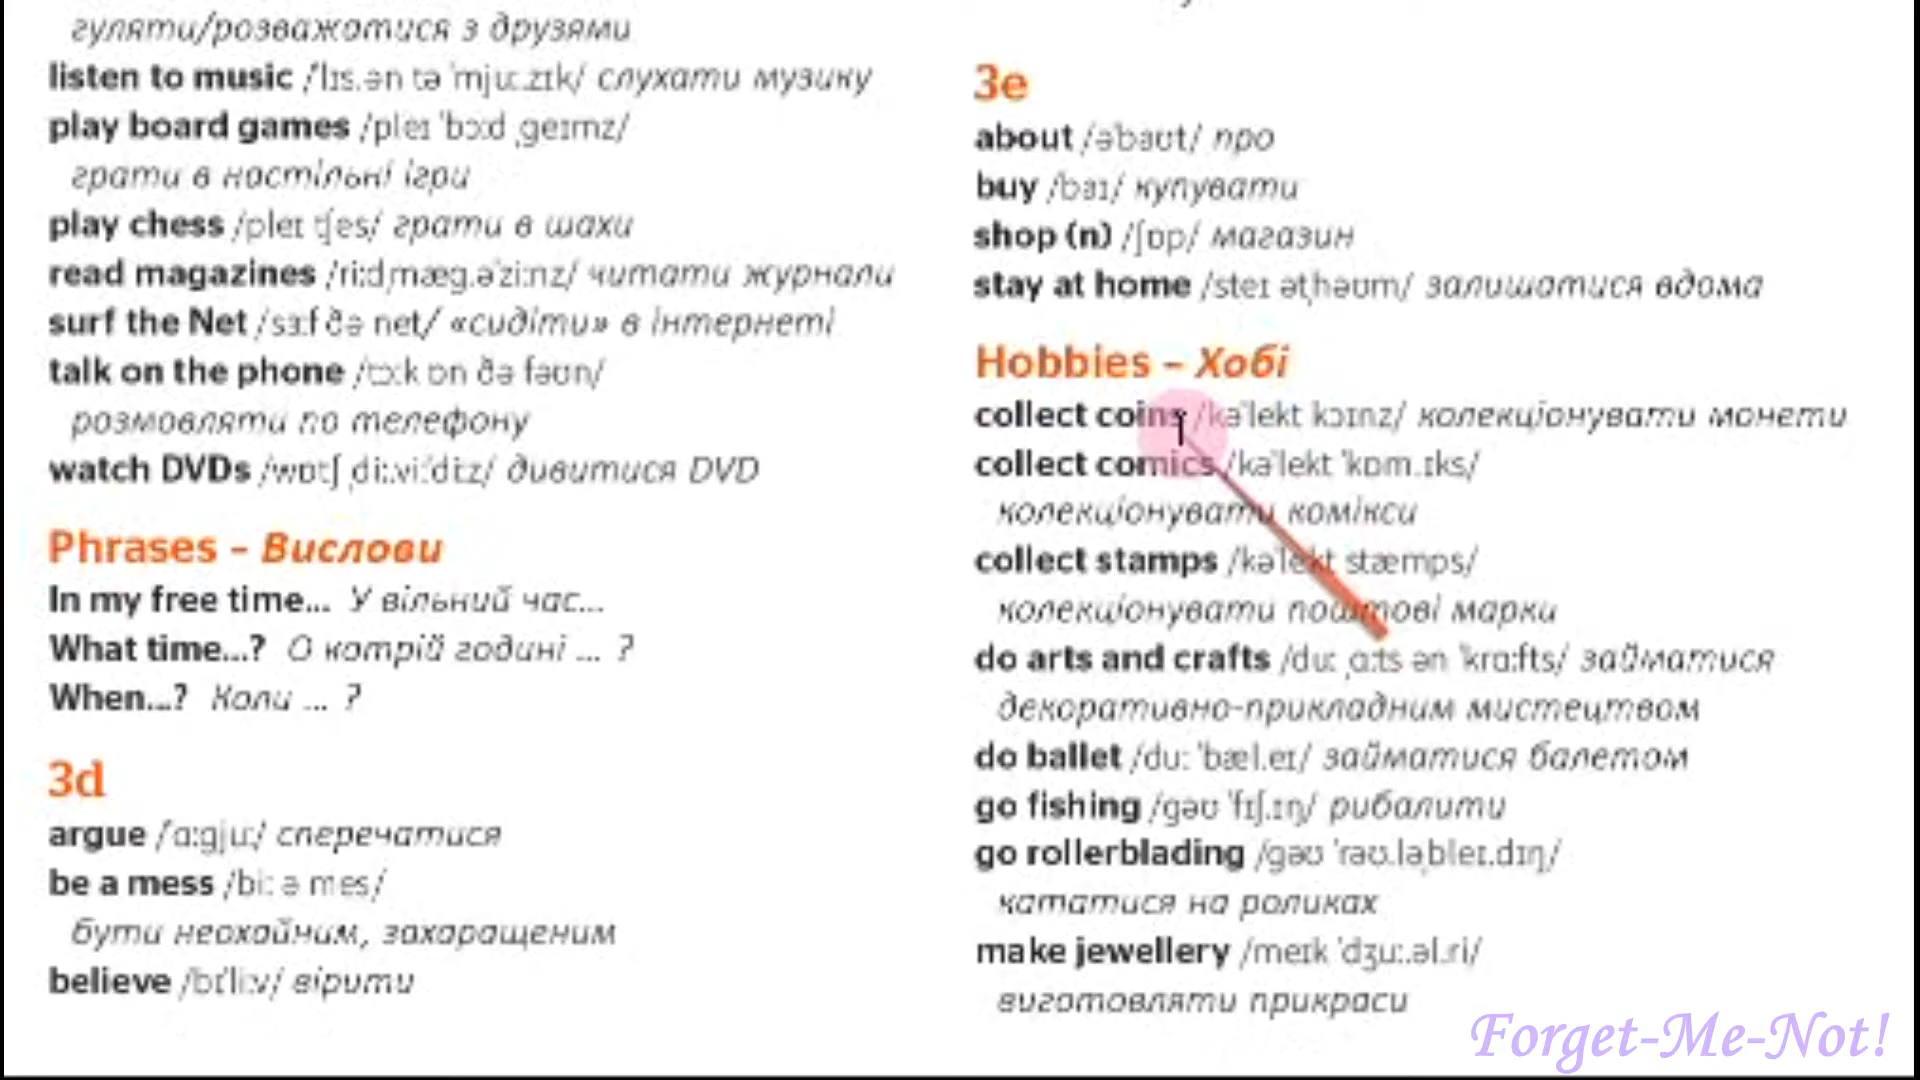 гуляти/розважатися з друзями
listen to music /ˈlɪs.ən tə ˈmjuː.zɪk/ слухати музику
play board games /pleɪ ˈbɔːd ˌɡeɪmz/
грати в настільні ігри
play chess /pleɪ tʃes/ грати в шахи
read magazines /riːd ˌmæɡ.əˈziːnz/ читати журнали
surf the Net /sɜːf ðə net/ «сидіти» в інтернеті
talk on the phone /tɔːk ɒn ðə fəʊn/
розмовляти по телефону
watch DVDs /wɒtʃ ˌdiː.viːˈdiːz/ дивитися DVD
Phrases – Вислови
In my free time... У вільний час...
What time...? О котрій годині ... ?
When...? Коли ... ?
3d
argue /ˈɑːɡjuː/ сперечатися
be a mess /biː ə mes/
бути неохайним, захаращеним
believe /bɪˈliːv/ вірити
3e
about /əˈbaʊt/ про
buy /baɪ/ купувати
shop (n) /ʃɒp/ магазин
stay at home /steɪ ət ˌhəʊm/ залишатися вдома
Hobbies – Хобі
collect coins /kəˈlekt kɔɪnz/ колекціонувати монети
collect comics /kəˈlekt ˈkɒm.ɪks/
колекціонувати комікси
collect stamps /kəˈlekt stæmps/
колекціонувати поштові марки
do arts and crafts /duː ˌɑːts ən ˈkrɑːfts/ займатися
декоративно-прикладним мистецтвом
do ballet /duː ˈbæl.eɪ/ займатися балетом
go fishing /ɡəʊ ˈfɪʃ.ɪŋ/ рибалити
go rollerblading /ɡəʊ ˈrəʊ.ləˌbleɪ.dɪŋ/
кататися на роликах
make jewellery /meɪk ˈdʒuː.əl.ri/
виготовляти прикраси
Forget-Me-Not!